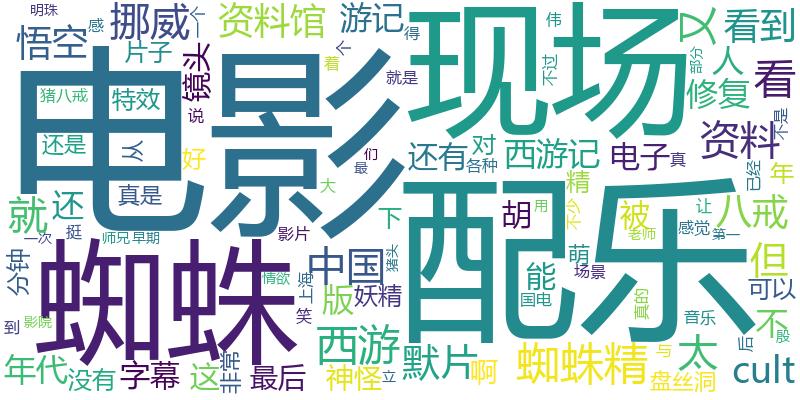 明珠
感
一个
挪威
资料馆
游记
伟
得
又
看到
悟空
片子
镜头
个
着
就是
不过
部分
人
看
猪八戒
特效
说
电影
现场
修复
还是
从
好
们
最
还有
对
各种
西游记
电子
真
资料
不是
已经
年
真是
大
精
就
还
下
胡
用
不少
被
老师
让
感觉
第一
八戒
一次
挺
师兄
早期
影片
配乐
蜘蛛
中国
猪头
能
萌
场景
但
分钟
情欲
上海
笑
版
妖精
国电
真的
可以
到
影院
西游
音乐
后
不
殷
年代
没有
字幕
这
非常
最后
神怪
立
默片
啊
蜘蛛精
与
盘丝洞
太
cult